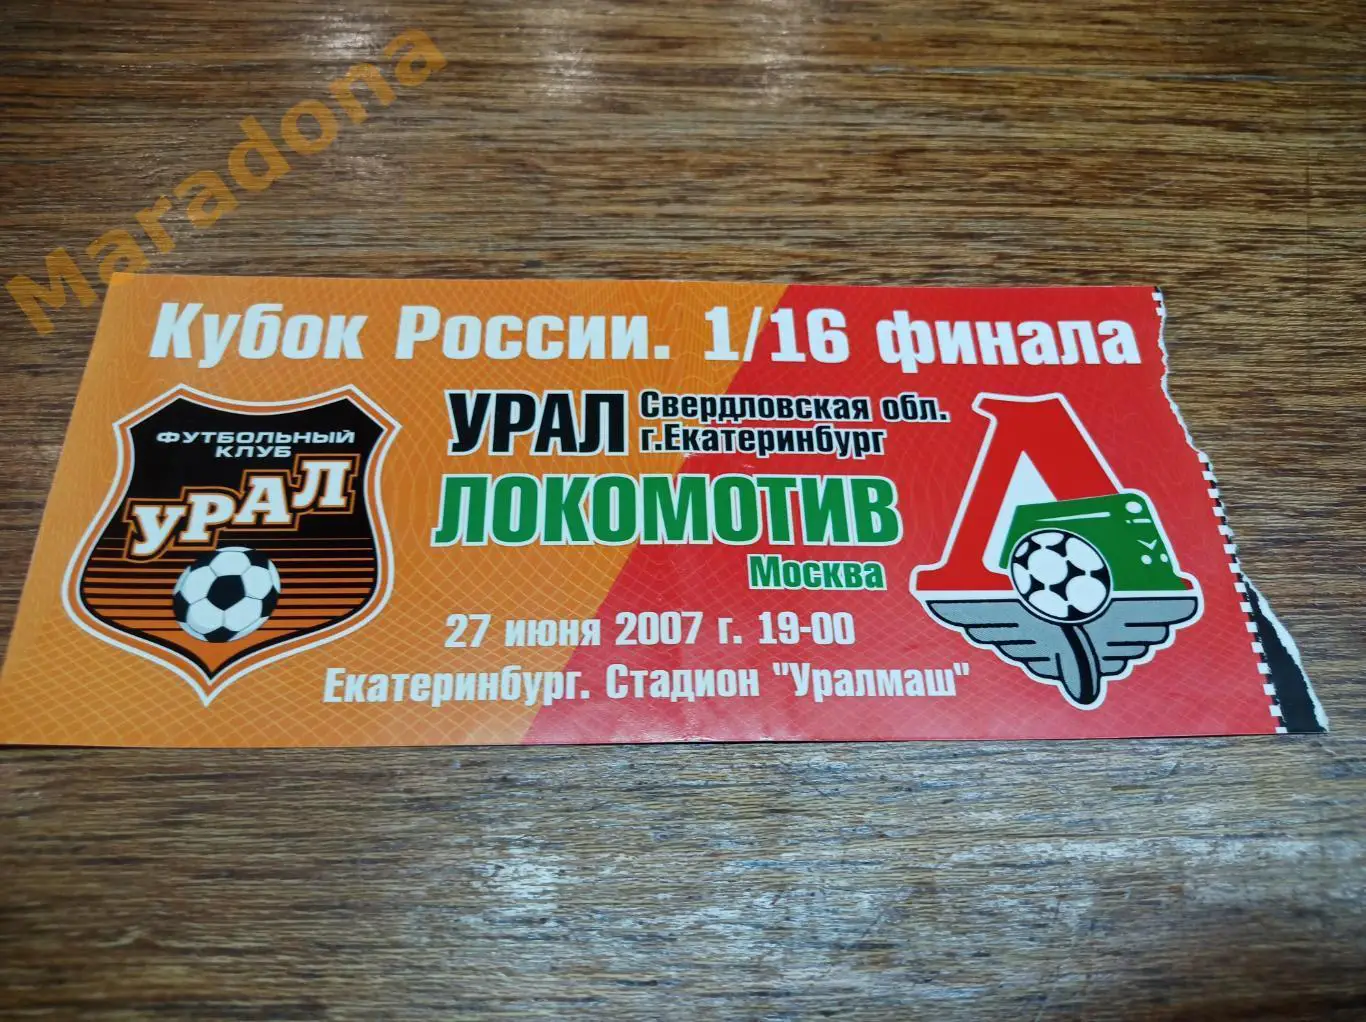 Maradona
Кубок России. 1/16 финала
ФУТБОЛЬНЫЙ
КЛУБ
УРАЛ
УРАЛ Свердловская обл.
г.Екатеринбург
ЛОКОМОТИВ
Москва
27 июня 2007 г. 19-00
Екатеринбург. Стадион "Уралмаш"
Л